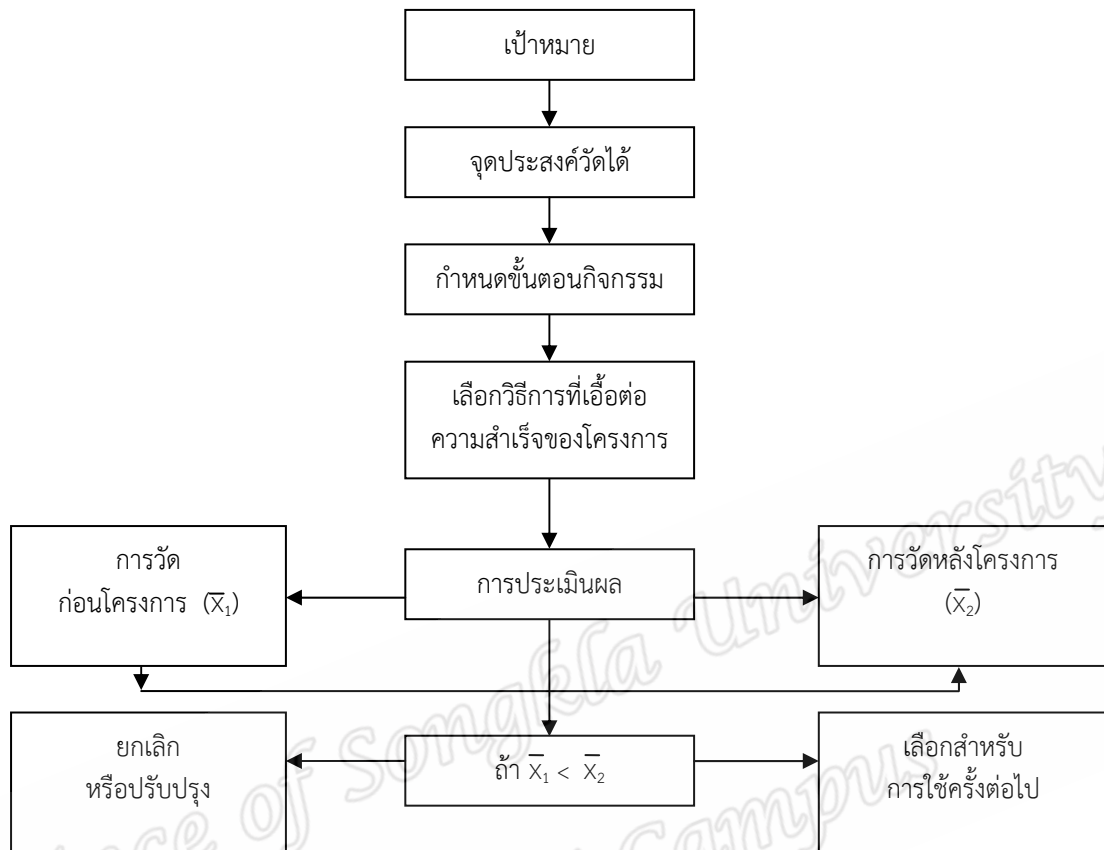 เป้าหมาย
จุดประสงค์วัดได้
กำหนดขั้นตอนกิจกรรม
เลือกวิธีการที่เอื้อต่อ
ความสำเร็จของโครงการ
การวัด
ก่อนโครงการ (X̅₁)
การประเมินผล
การวัดหลังโครงการ
(X̅₂)
ยกเลิก
หรือปรับปรุง
ถ้า X̅₁ < X̅₂
เลือกสำหรับ
การใช้ครั้งต่อไป
nce of Songkla University
Campus